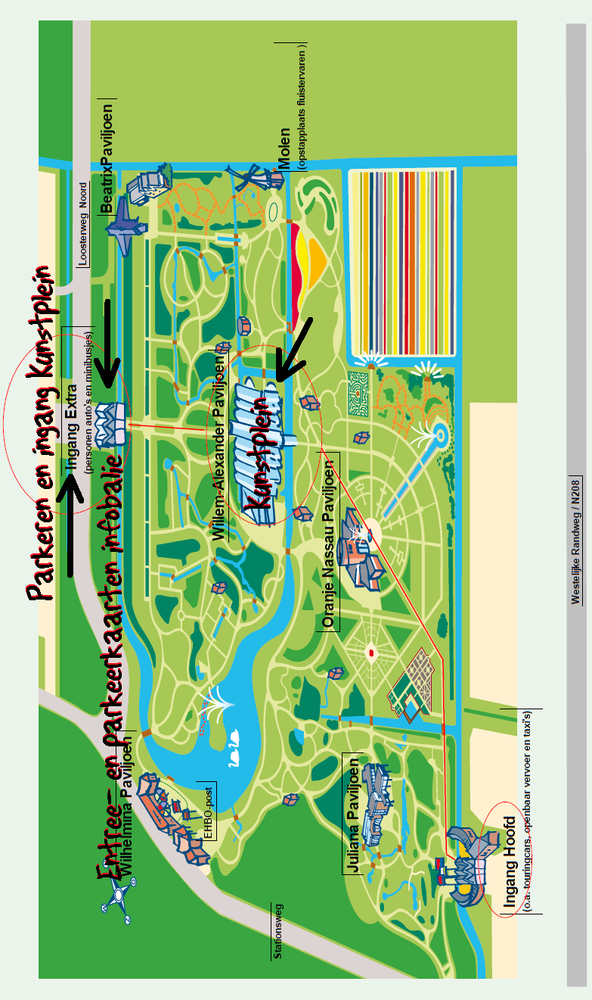 Parkeren en ingang Kunstplein
Ingang Extra
(personen auto's en minibusjes)
Loosterweg Noord
BeatrixPaviljoen
Entree- en parkeerkaarten infobalie
Wilhelmina Paviljoen
EHBO-post
Willem-Alexander Paviljoen
Kunstplein
Molen
(opstapplaats fluistervaren )
Stationsweg
Oranje Nassau Paviljoen
Juliana Paviljoen
Ingang Hoofd
(o.a. touringcars, openbaar vervoer en taxi's)
Westelijke Randweg / N208